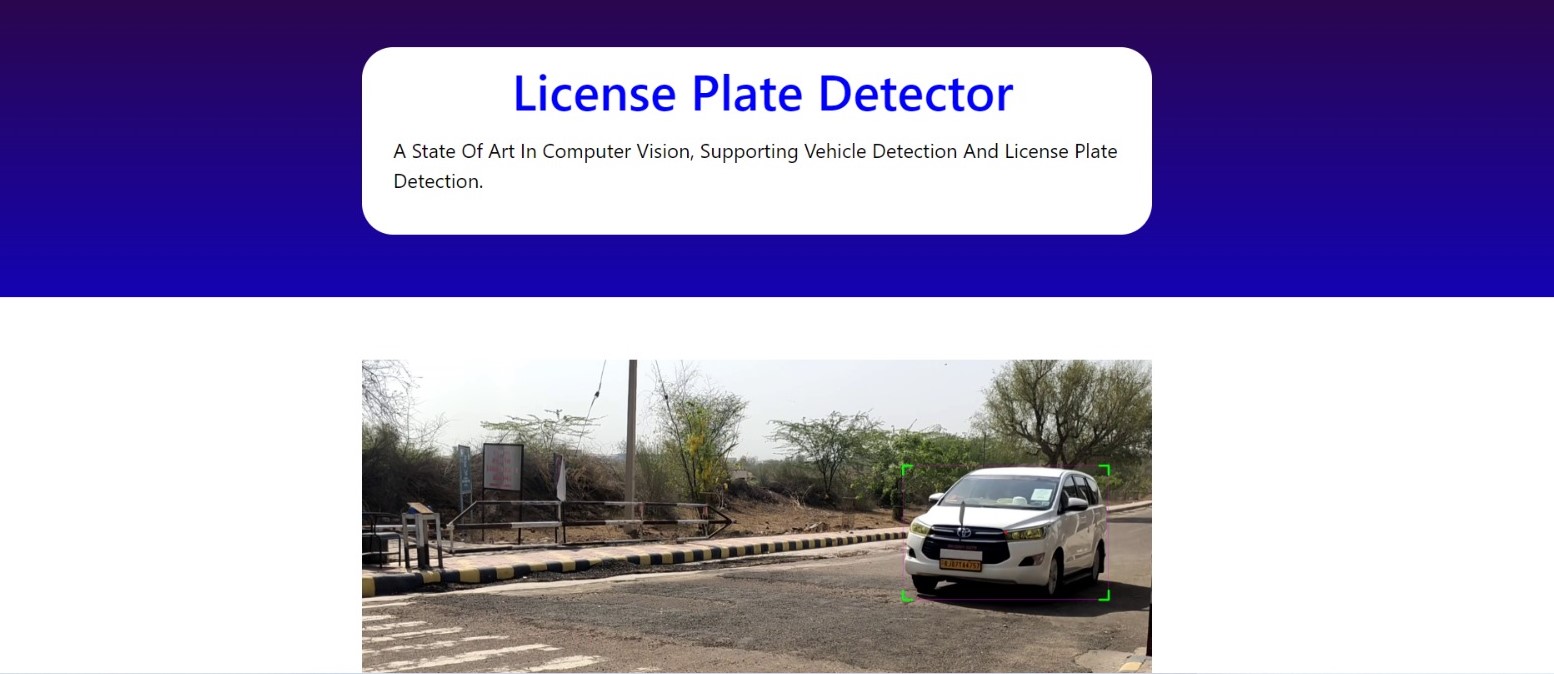 License Plate Detector
A State Of Art In Computer Vision, Supporting Vehicle Detection And License Plate
Detection.